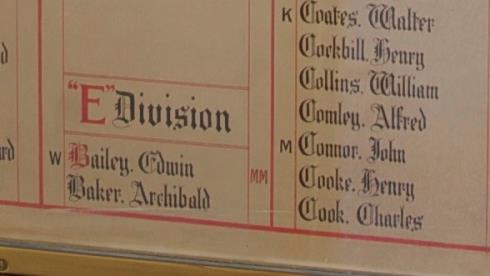 "E" Division
W Bailey. Edwin
Baker. Archibald
MM
K Coates. Walter
Cockbill. Henry
Collins. William
Comley. Alfred
M Connor. John
Cooke. Henry
Cook. Charles